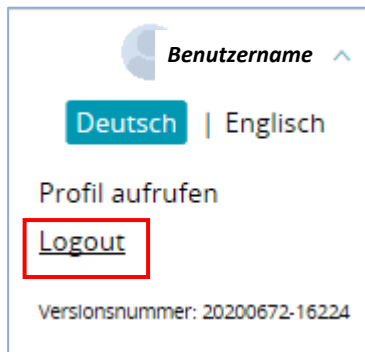 Benutzername
Deutsch | Englisch
Profil aufrufen
Logout
Versionsnummer: 20200672-16224